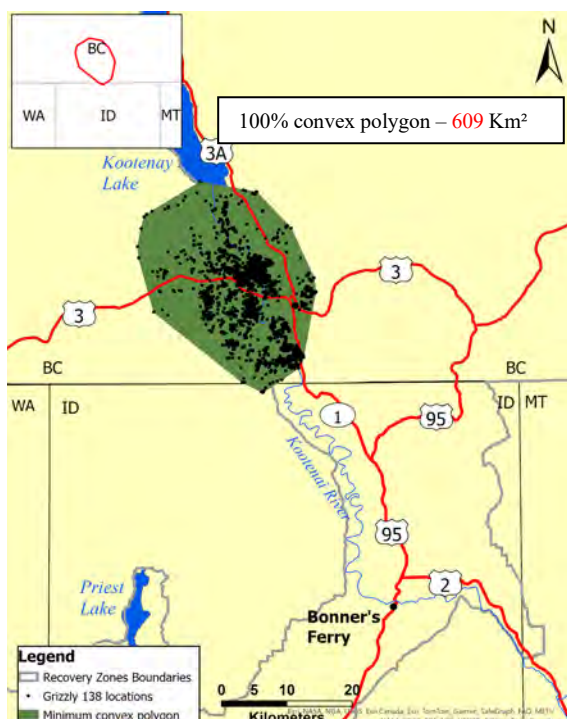 BC
WA
ID
MT
N
100% convex polygon – 609 Km²
3A
Kootenay
Lake
3
3
BC
BC
WA
ID
ID
MT
1
95
Kootenai River
95
2
Priest
Lake
Bonner's
Ferry
Legend
Recovery Zones Boundaries
Grizzly 138 locations
Minimum convex polygon
0 5 10 20
Kilometers